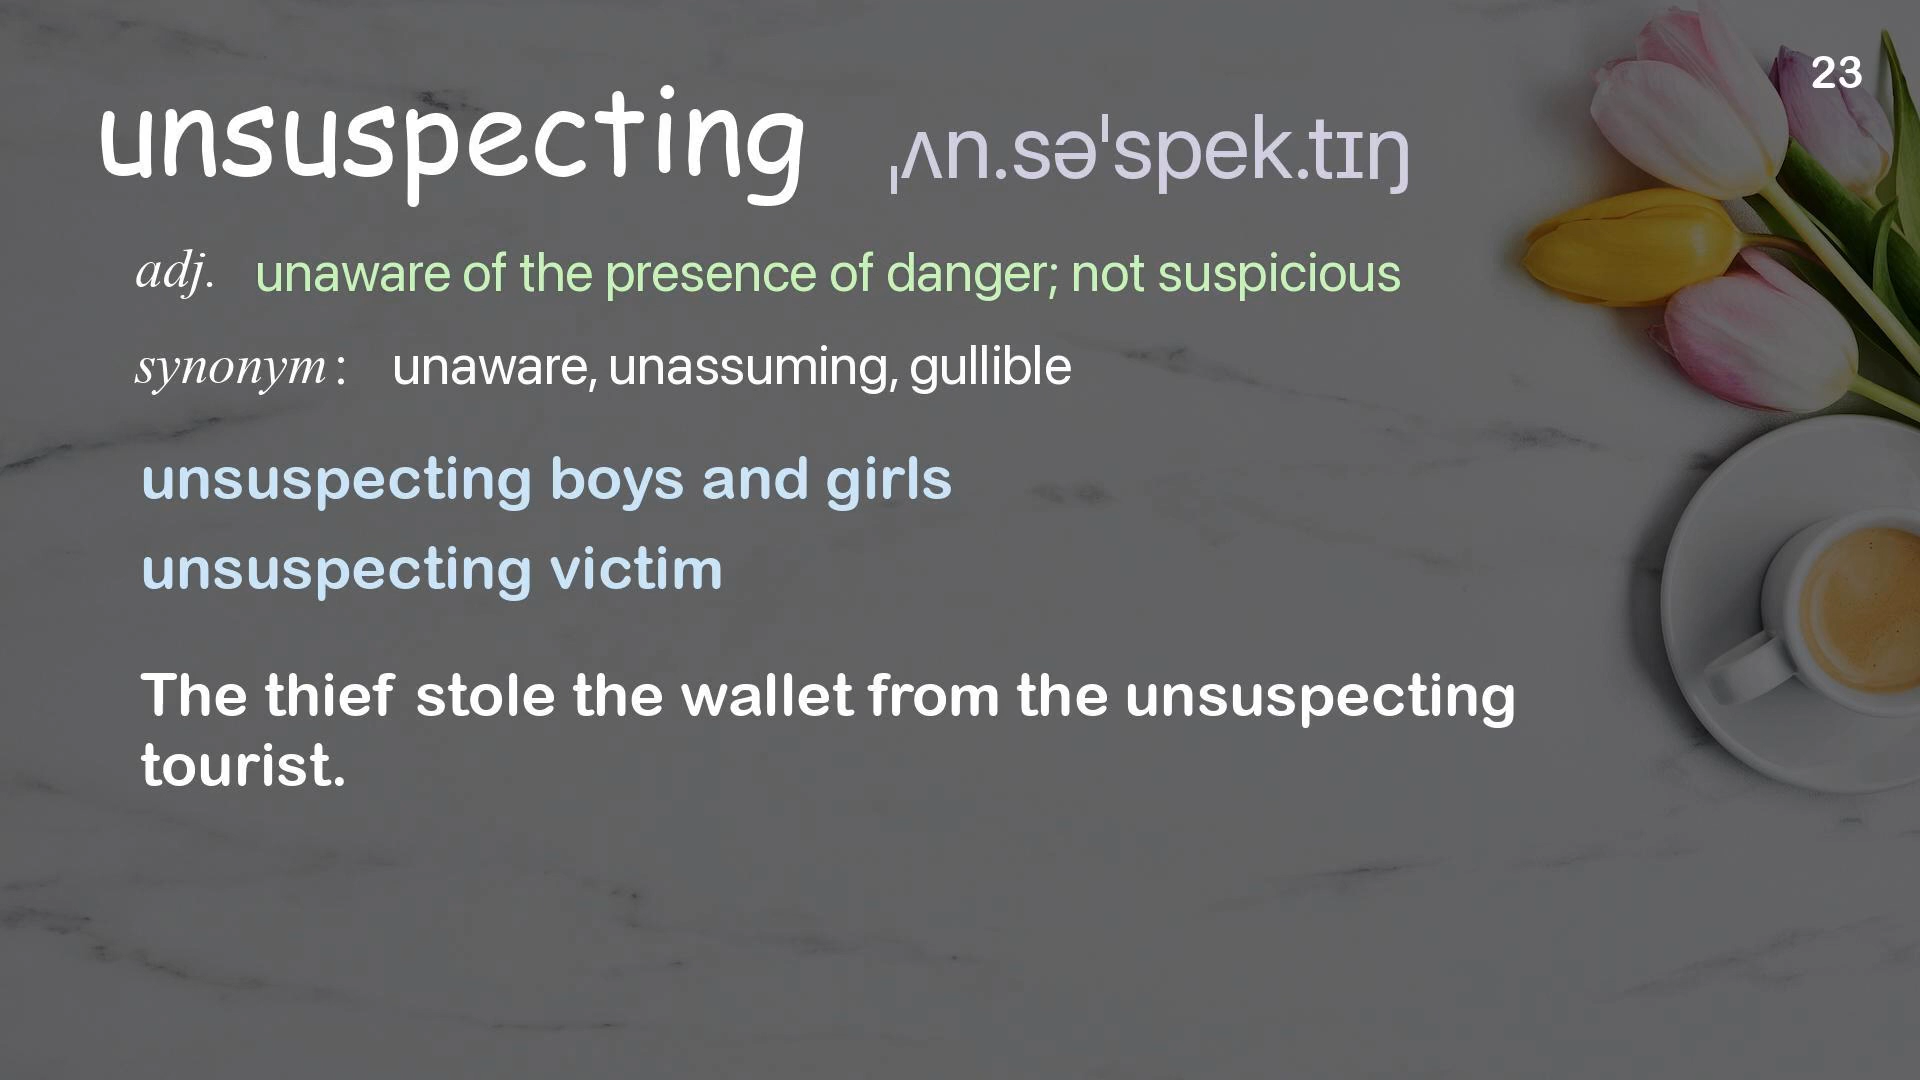 23
unsuspecting ˌʌn.səˈspek.tɪŋ
adj. unaware of the presence of danger; not suspicious
synonym: unaware, unassuming, gullible
unsuspecting boys and girls
unsuspecting victim
The thief stole the wallet from the unsuspecting
tourist.